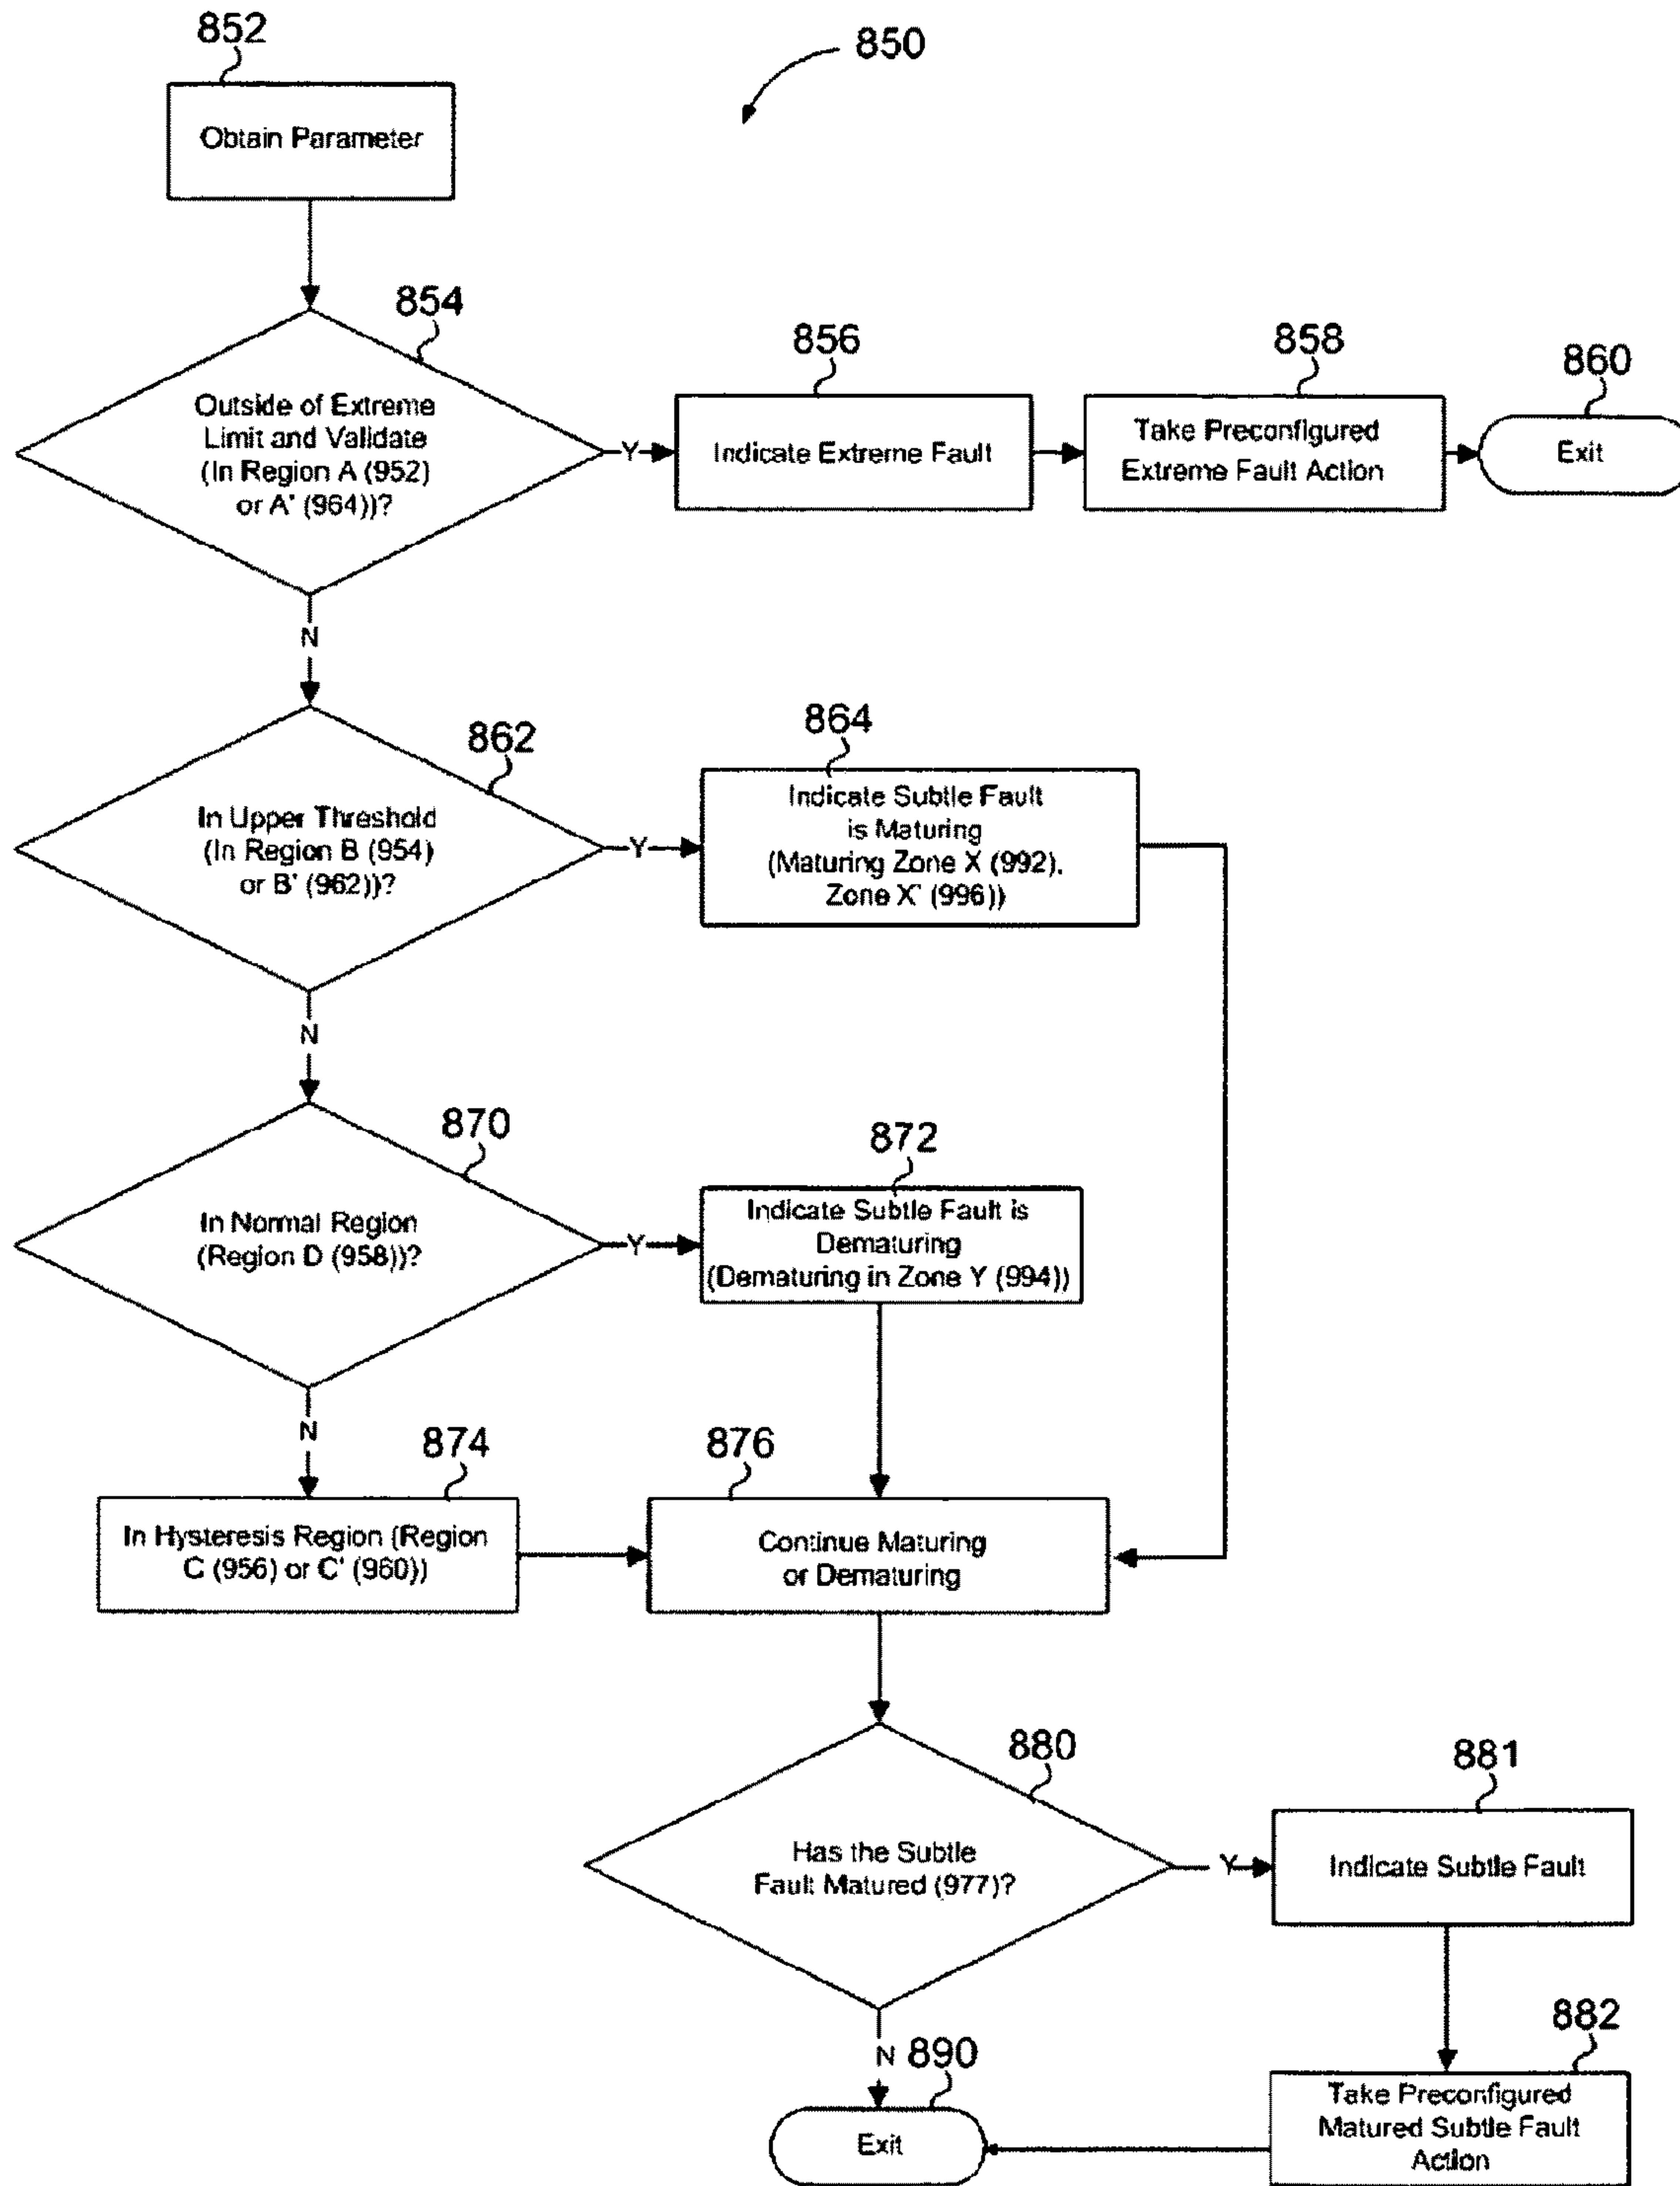 852
850
Obtain Parameter
854
Outside of Extreme
Limit and Validate
(In Region A (952)
or A' (964))?
Y
856
Indicate Extreme Fault
858
Take Preconfigured
Extreme Fault Action
860
Exit
N
862
In Upper Threshold
(In Region B (954)
or B' (962))?
Y
864
Indicate Subtle Fault
is Maturing
(Maturing Zone X (992),
Zone X' (996))
N
870
In Normal Region
(Region D (958))?
Y
872
Indicate Subtle Fault is
Dematuring
(Dematuring in Zone Y (994))
N
874
In Hysteresis Region (Region
C (956) or C' (960))
876
Continue Maturing
or Dematuring
880
Has the Subtle
Fault Matured (977)?
Y
881
Indicate Subtle Fault
882
Take Preconfigured
Matured Subtle Fault
Action
N
890
Exit